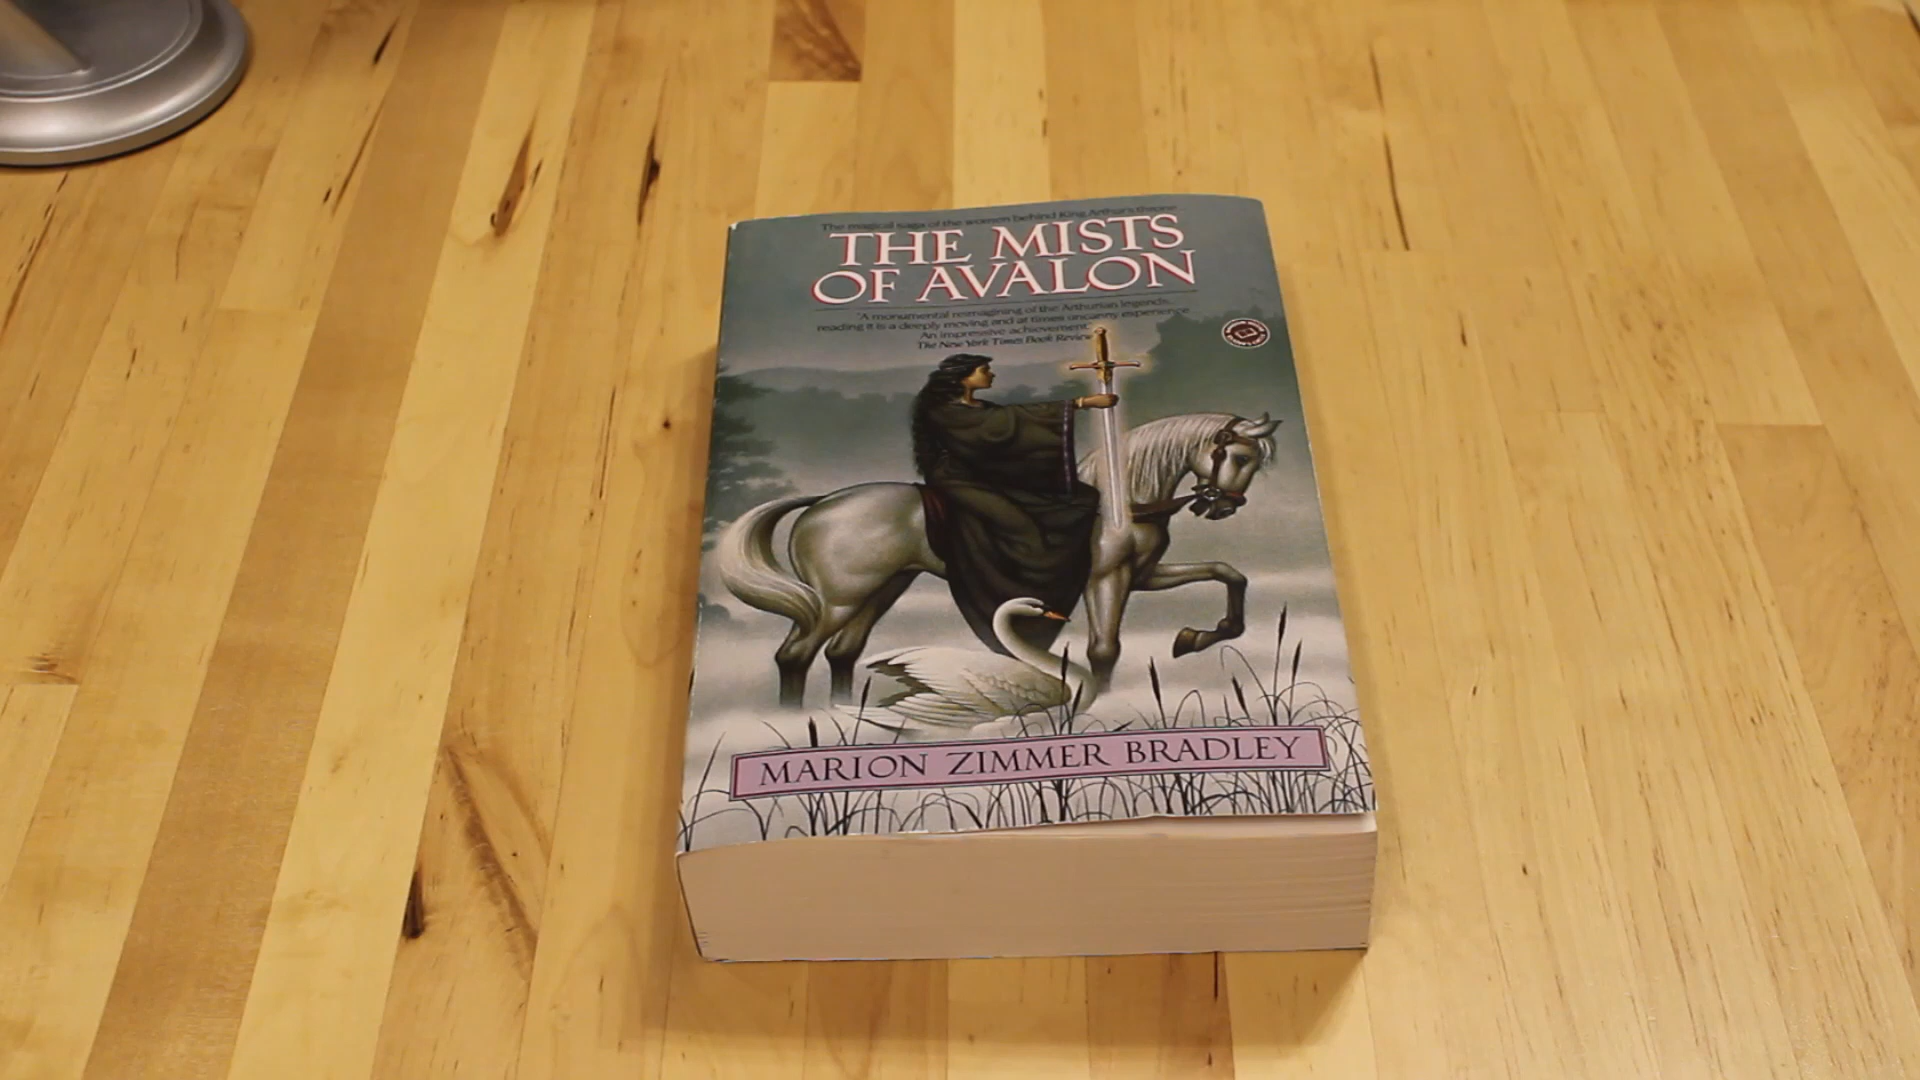 The magical saga of the women behind King Arthur's throne
THE MISTS
OF AVALON
"A monumental reimagining of the Arthurian legends...
reading it is a deeply moving and at times uncanny experience.
An impressive achievement."
The New York Times Book Review
MARION ZIMMER BRADLEY